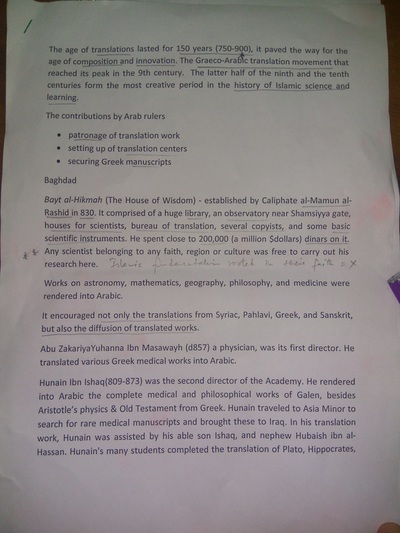 The age of translations lasted for 150 years (750-900), it paved the way for the
age of composition and innovation. The Graeco-Arabic translation movement that
reached its peak in the 9th century. The latter half of the ninth and the tenth
centuries form the most creative period in the history of Islamic science and
learning.
The contributions by Arab rulers
• patronage of translation work
• setting up of translation centers
• securing Greek manuscripts
Baghdad
Bayt al-Hikmah (The House of Wisdom) - established by Caliphate al-Mamun al-
Rashid in 830. It comprised of a huge library, an observatory near Shamsiyya gate,
houses for scientists, bureau of translation, several copyists, and some basic
scientific instruments. He spent close to 200,000 (a million $dollars) dinars on it.
Any scientist belonging to any faith, region or culture was free to carry out his
research here.
Works on astronomy, mathematics, geography, philosophy, and medicine were
rendered into Arabic.
It encouraged not only the translations from Syriac, Pahlavi, Greek, and Sanskrit,
but also the diffusion of translated works.
Abu ZakariyaYuhanna Ibn Masawayh (d857) a physician, was its first director. He
translated various Greek medical works into Arabic.
Hunain Ibn Ishaq(809-873) was the second director of the Academy. He rendered
into Arabic the complete medical and philosophical works of Galen, besides
Aristotle's physics & Old Testament from Greek. Hunain traveled to Asia Minor to
search for rare medical manuscripts and brought these to Iraq. In his translation
work, Hunain was assisted by his able son Ishaq, and nephew Hubaish ibn al-
Hassan. Hunain's many students completed the translation of Plato, Hippocrates,